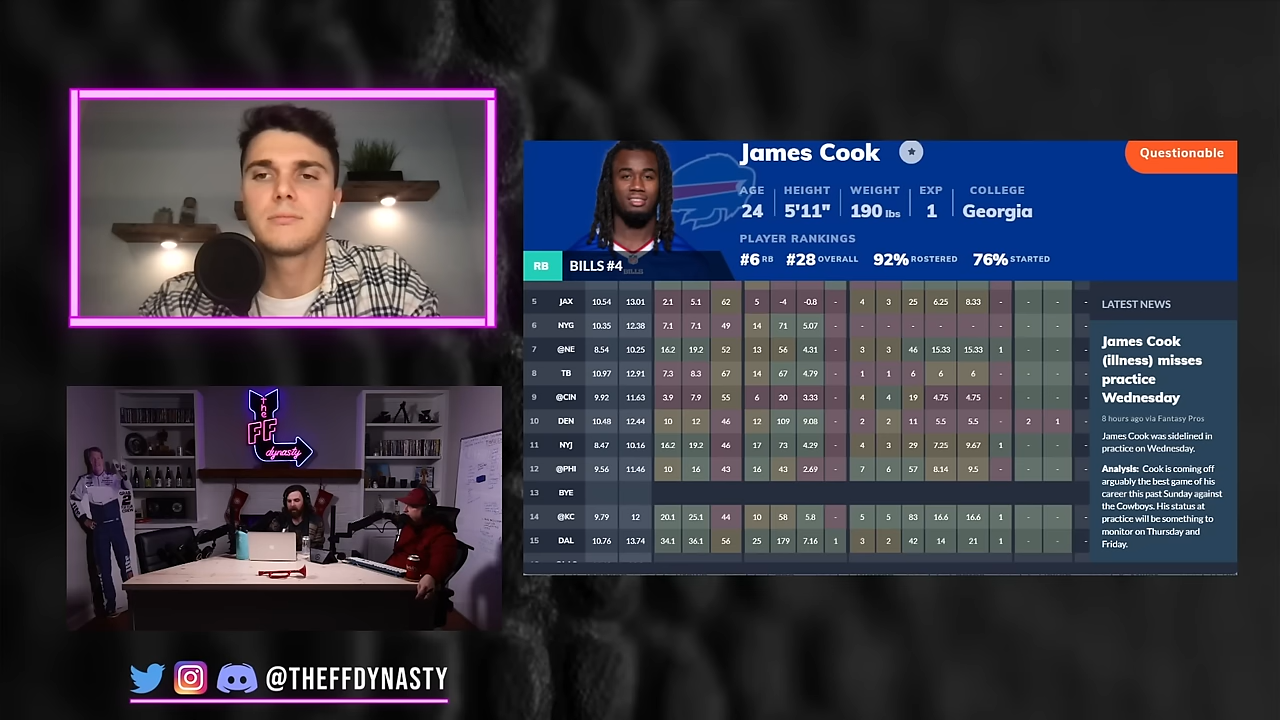 The
FF
dynasty
@THEFFDYNASTY
James Cook
Questionable
AGE HEIGHT WEIGHT EXP COLLEGE
24 5'11" 190 lbs 1 Georgia
PLAYER RANKINGS
#6 RB #28 OVERALL 92% ROSTERED 76% STARTED
RB BILLS #4
BILLS
5 JAX 10.54 13.01 2.1 5.1 62 5 -4 -0.8 - 4 3 25 6.25 8.33 - - - -
6 NYG 10.35 12.38 7.1 7.1 49 14 71 5.07 - - - - - - - - - -
7 @NE 8.54 10.25 16.2 19.2 52 13 56 4.31 - 3 3 46 15.33 15.33 1 - - -
8 TB 10.97 12.91 7.3 8.3 67 14 67 4.79 - 1 1 6 6 6 - - - -
9 @CIN 9.92 11.63 3.9 7.9 55 6 20 3.33 - 4 4 19 4.75 4.75 - - - -
10 DEN 10.48 12.44 10 12 46 12 109 9.08 - 2 2 11 5.5 5.5 - 2 1 -
11 NYJ 8.47 10.16 16.2 19.2 46 17 73 4.29 - 4 3 29 7.25 9.67 1 - - -
12 @PHI 9.56 11.46 10 16 43 16 43 2.69 - 7 6 57 8.14 9.5 - - - -
13 BYE
14 @KC 9.79 12 20.1 25.1 44 10 58 5.8 - 5 5 83 16.6 16.6 1 - - -
15 DAL 10.76 13.74 34.1 36.1 56 25 179 7.16 1 3 2 42 14 21 1 - - -
LATEST NEWS
James Cook
(illness) misses
practice
Wednesday
8 hours ago via Fantasy Pros
James Cook was sidelined in
practice on Wednesday.
Analysis: Cook is coming off
arguably the best game of his
career this past Sunday against
the Cowboys. His status at
practice will be something to
monitor on Thursday and
Friday.